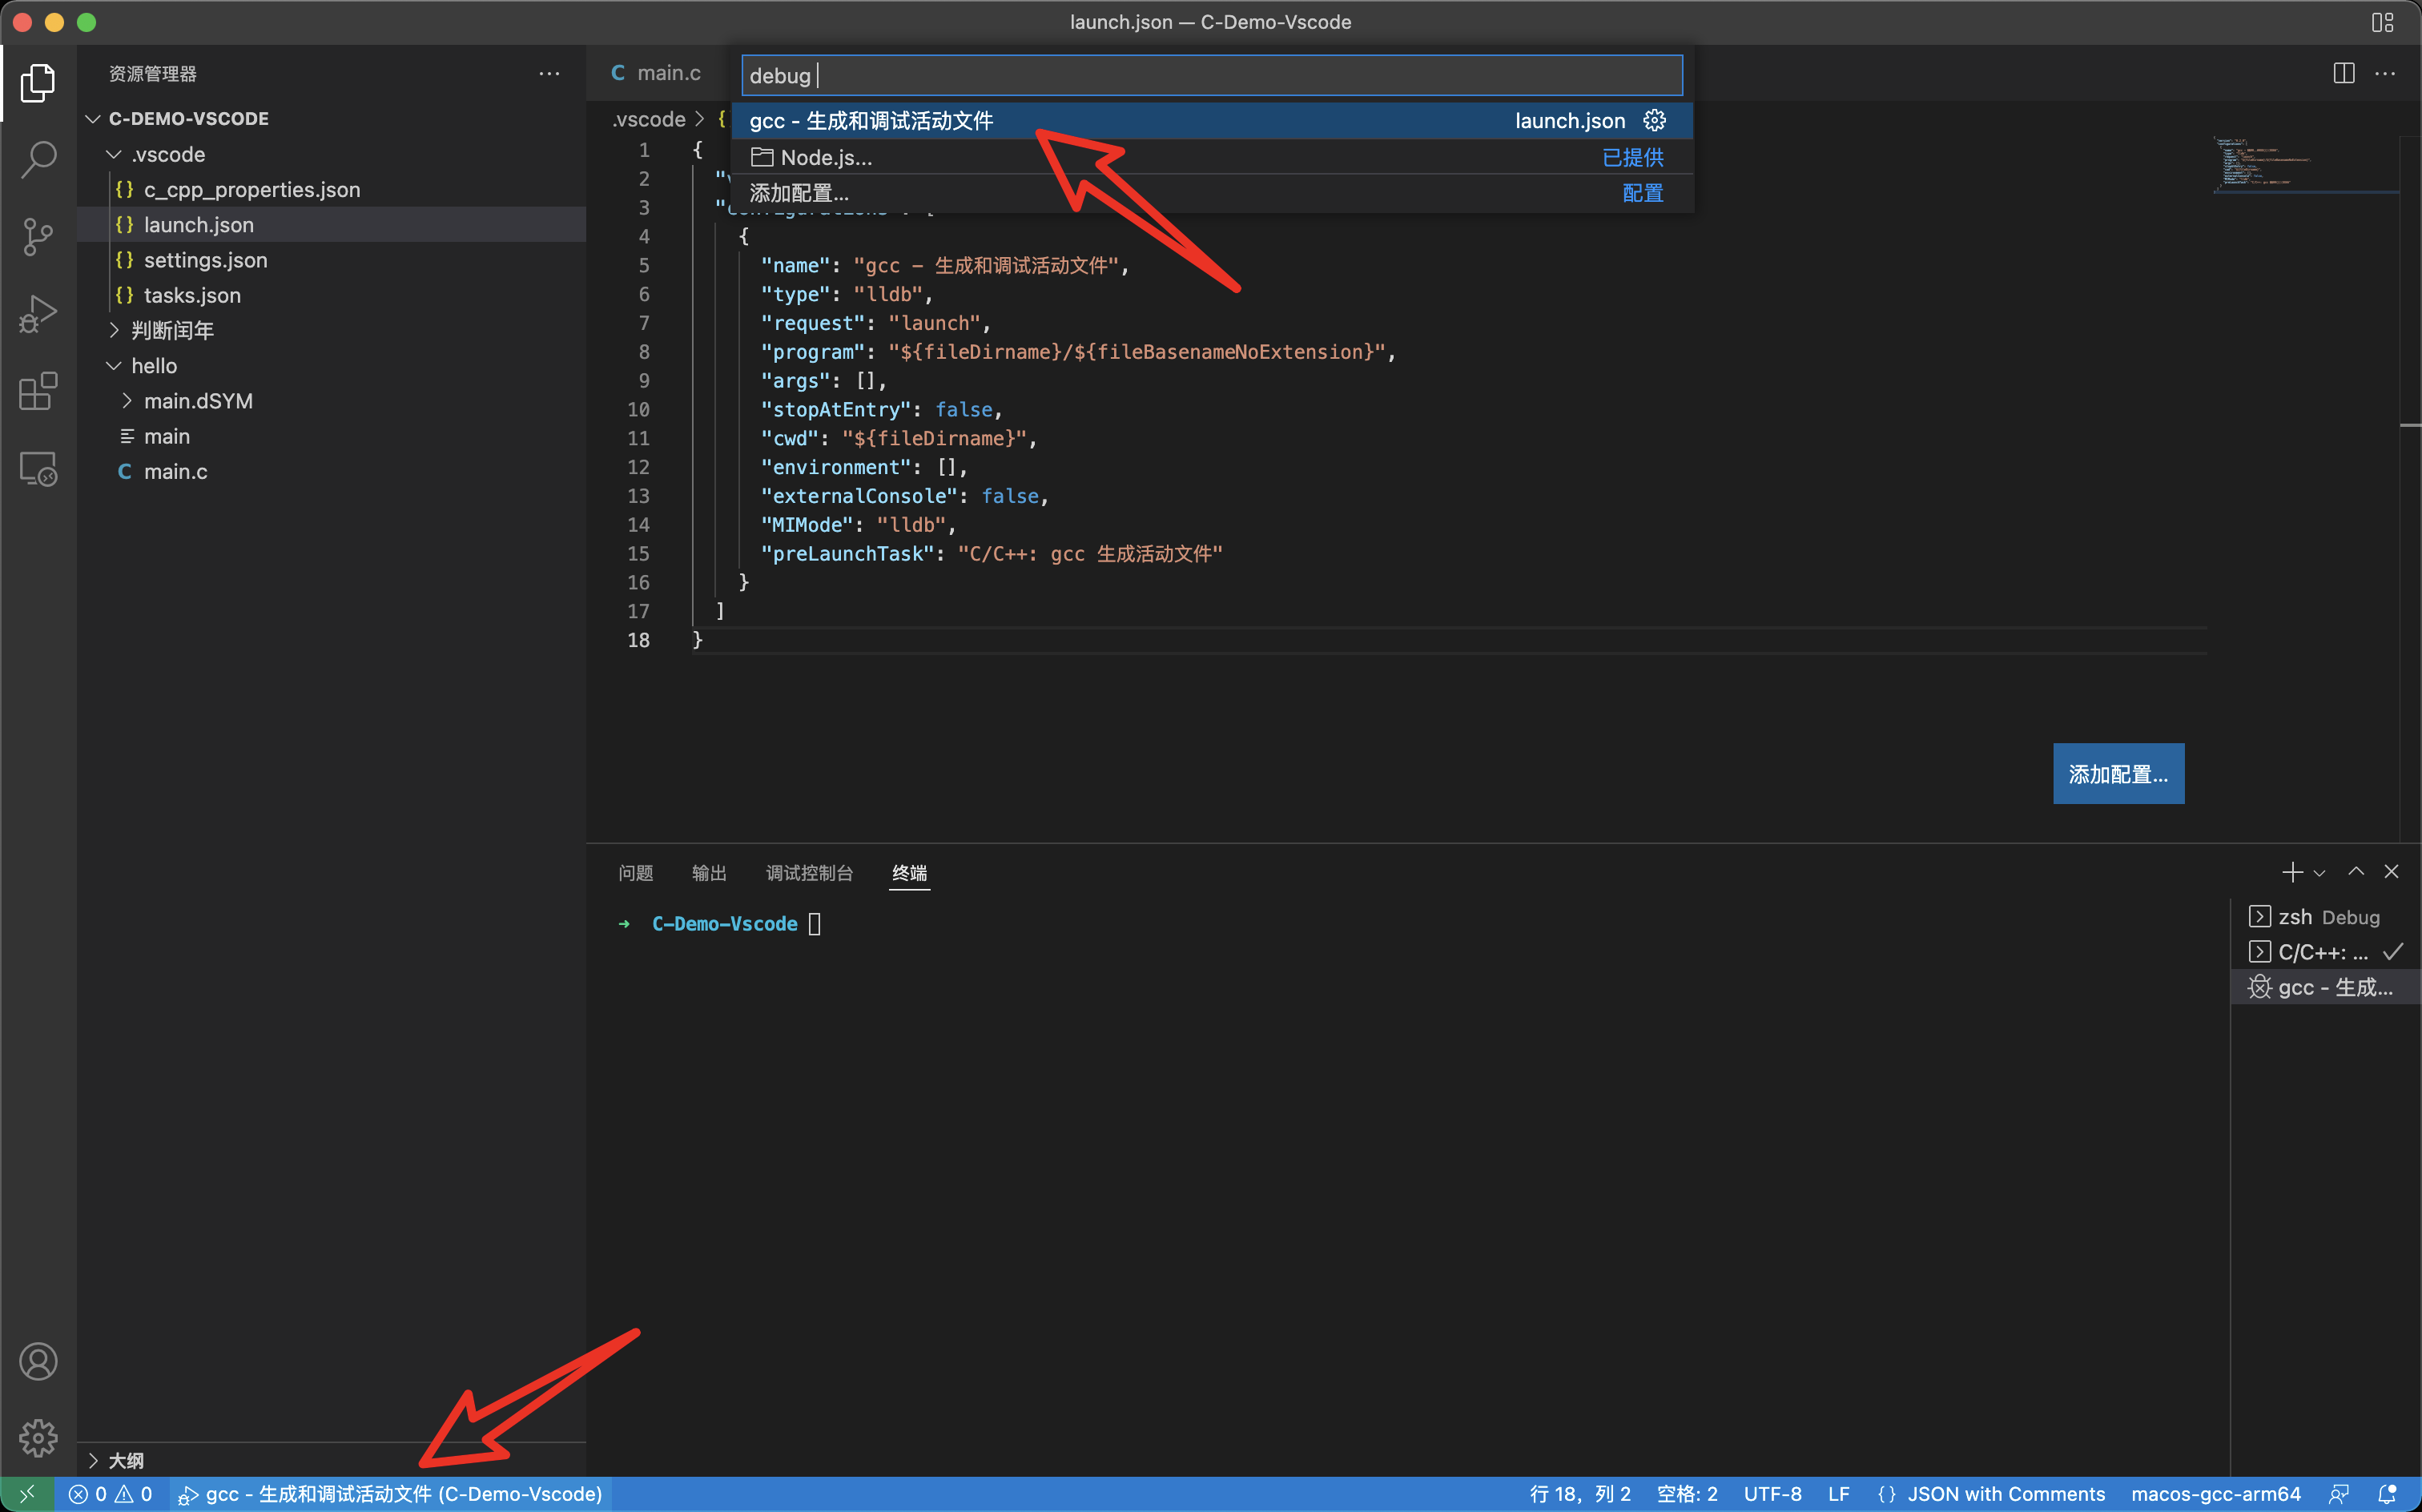 launch.json — C-Demo-Vscode
资源管理器
C-DEMO-VSCODE
.vscode
c_cpp_properties.json
launch.json
settings.json
tasks.json
判断闰年
hello
main.dSYM
main
C main.c
大纲
C main.c
debug
gcc - 生成和调试活动文件 launch.json
Node.js... 已提供
添加配置... 配置
.vscode > {
1 {
2
3
4 {
5 "name": "gcc - 生成和调试活动文件",
6 "type": "lldb",
7 "request": "launch",
8 "program": "${fileDirname}/${fileBasenameNoExtension}",
9 "args": [],
10 "stopAtEntry": false,
11 "cwd": "${fileDirname}",
12 "environment": [],
13 "externalConsole": false,
14 "MIMode": "lldb",
15 "preLaunchTask": "C/C++: gcc 生成活动文件"
16 }
17 ]
18 }
添加配置...
问题 输出 调试控制台 终端
➜ C-Demo-Vscode
zsh Debug
C/C++: ... ✓
gcc - 生成...
0 0 gcc - 生成和调试活动文件 (C-Demo-Vscode) 行 18，列 2 空格: 2 UTF-8 LF {} JSON with Comments macos-gcc-arm64